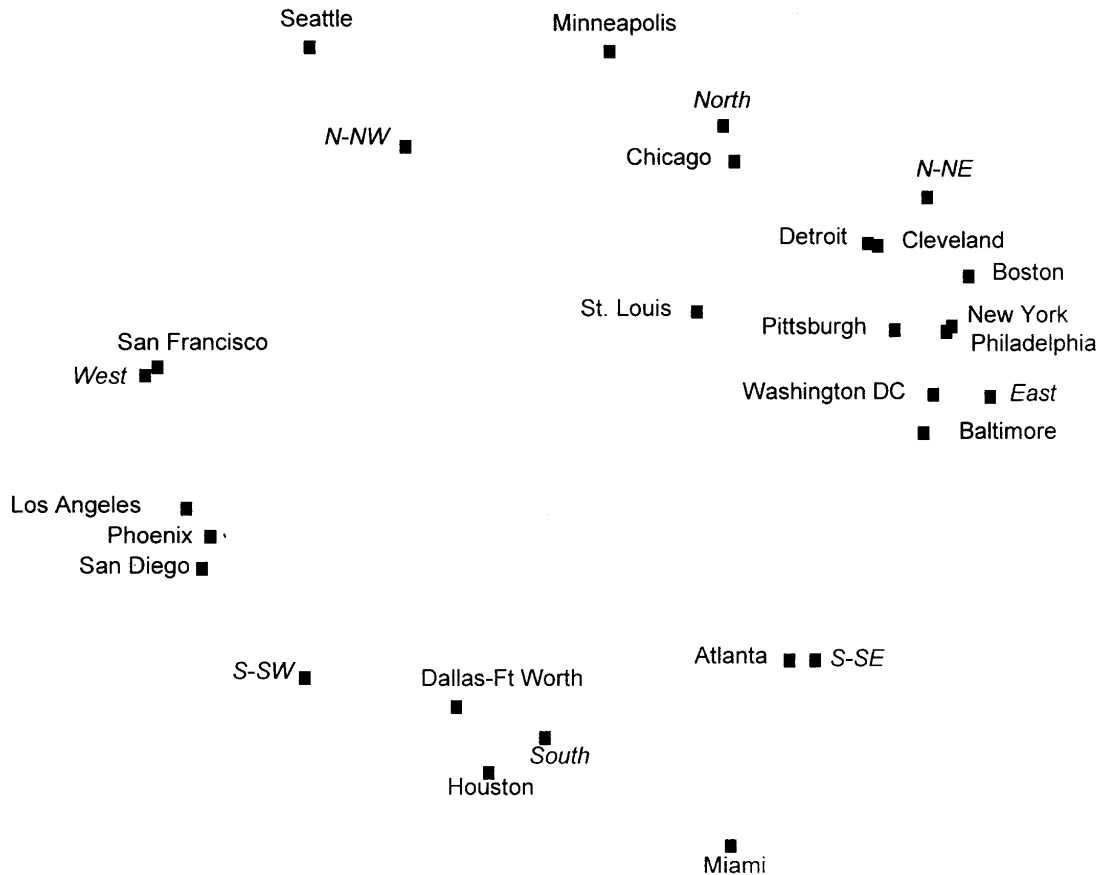 Seattle
Minneapolis
North
N-NW
Chicago
N-NE
Detroit
Cleveland
Boston
St. Louis
New York
Pittsburgh
Philadelphia
San Francisco
West
Washington DC
East
Baltimore
Los Angeles
Phoenix
San Diego
Atlanta
S-SE
S-SW
Dallas-Ft Worth
South
Houston
Miami